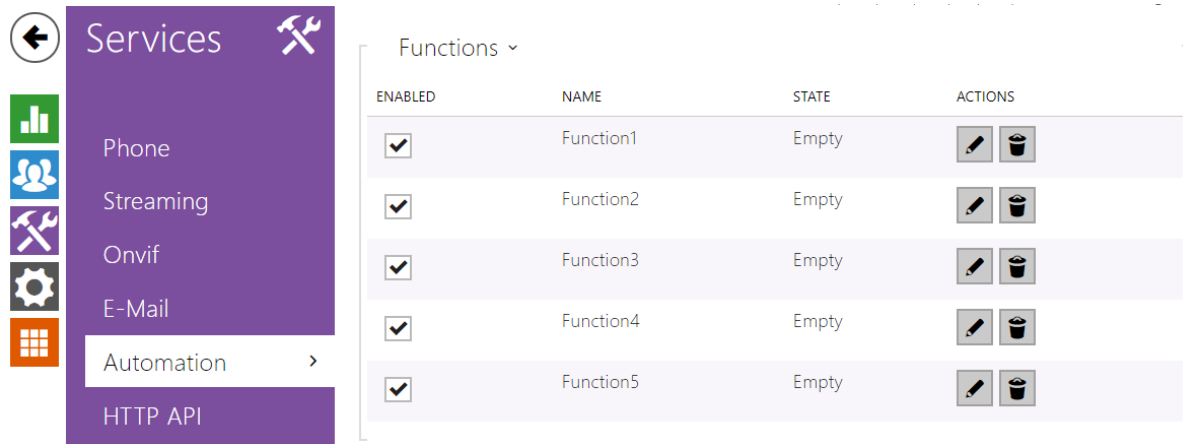 Services
Functions
ENABLED NAME STATE ACTIONS
Function1 Empty
Function2 Empty
Function3 Empty
Function4 Empty
Function5 Empty
Phone
Streaming
Onvif
E-Mail
Automation
HTTP API